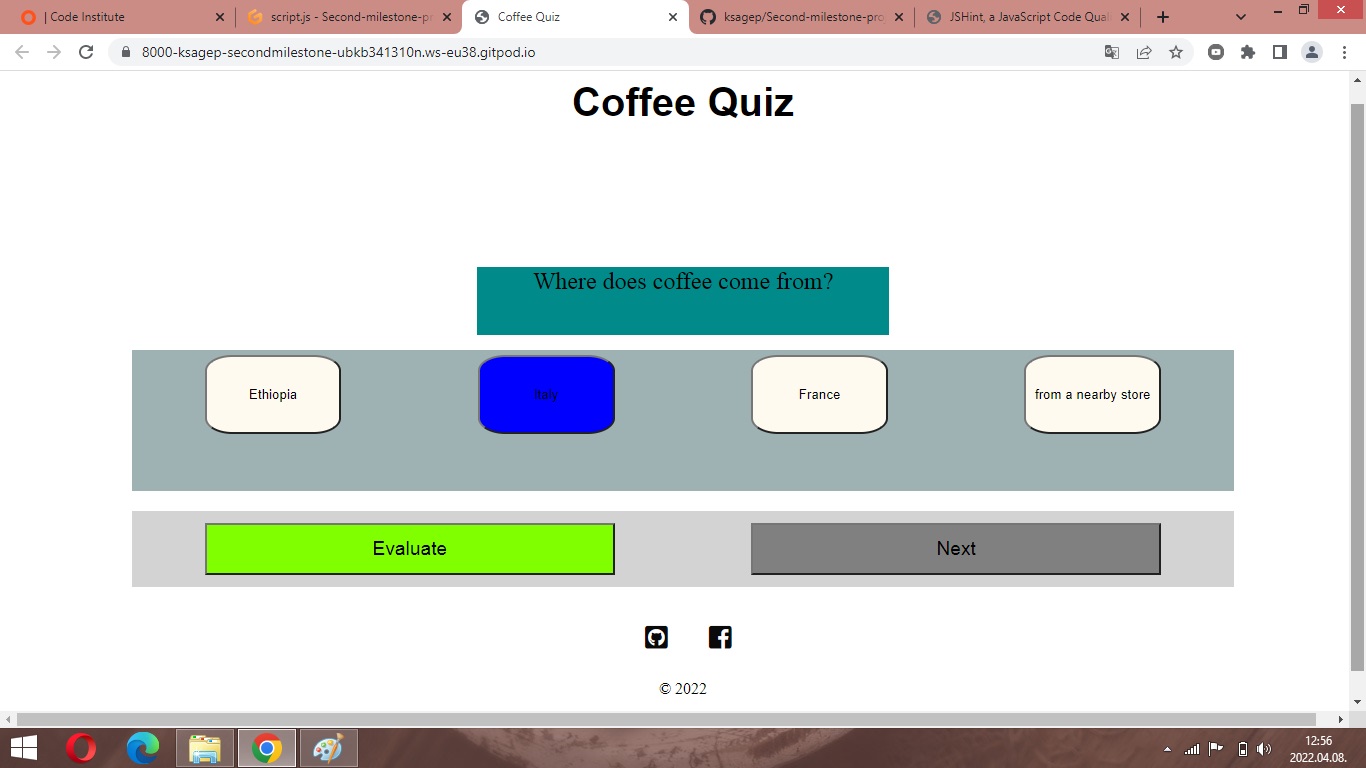 | Code Institute
script.js - Second-milestone-pr
Coffee Quiz
ksagep/Second-milestone-pro
JSHint, a JavaScript Code Quali
8000-ksagep-secondmilestone-ubkb341310n.ws-eu38.gitpod.io
Coffee Quiz
Where does coffee come from?
Ethiopia
Italy
France
from a nearby store
Evaluate
Next
© 2022
12:56
2022.04.08.